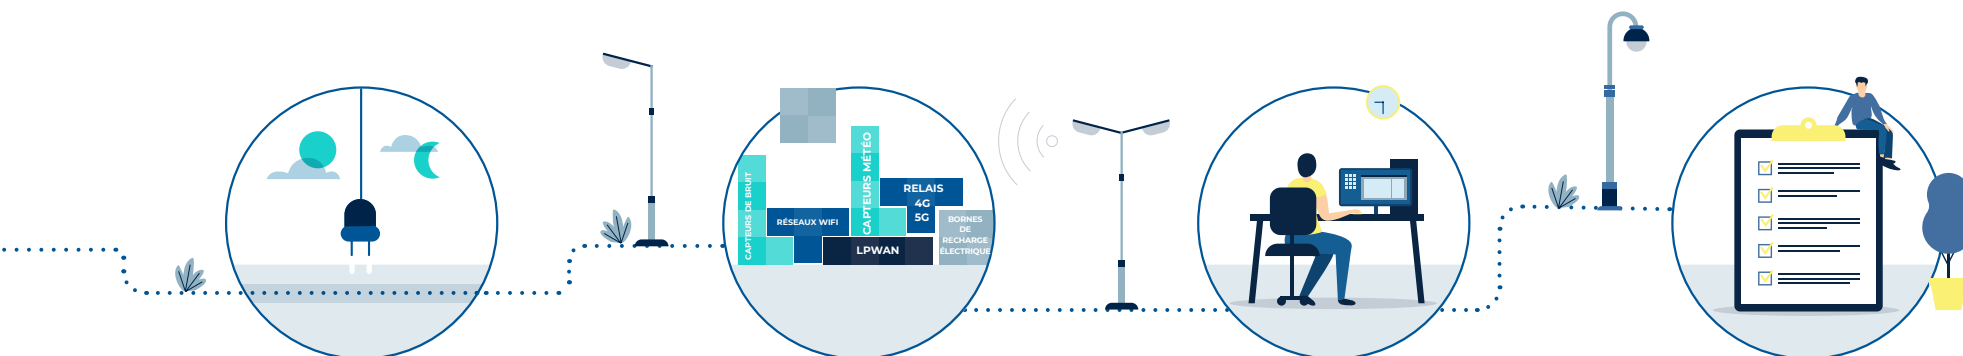 CAPTEURS DE BRUIT
RÉSEAUX WIFI
CAPTEURS MÉTÉO
RELAIS
4G
5G
LPWAN
BORNES
DE
RECHARGE
ÉLECTRIQUE